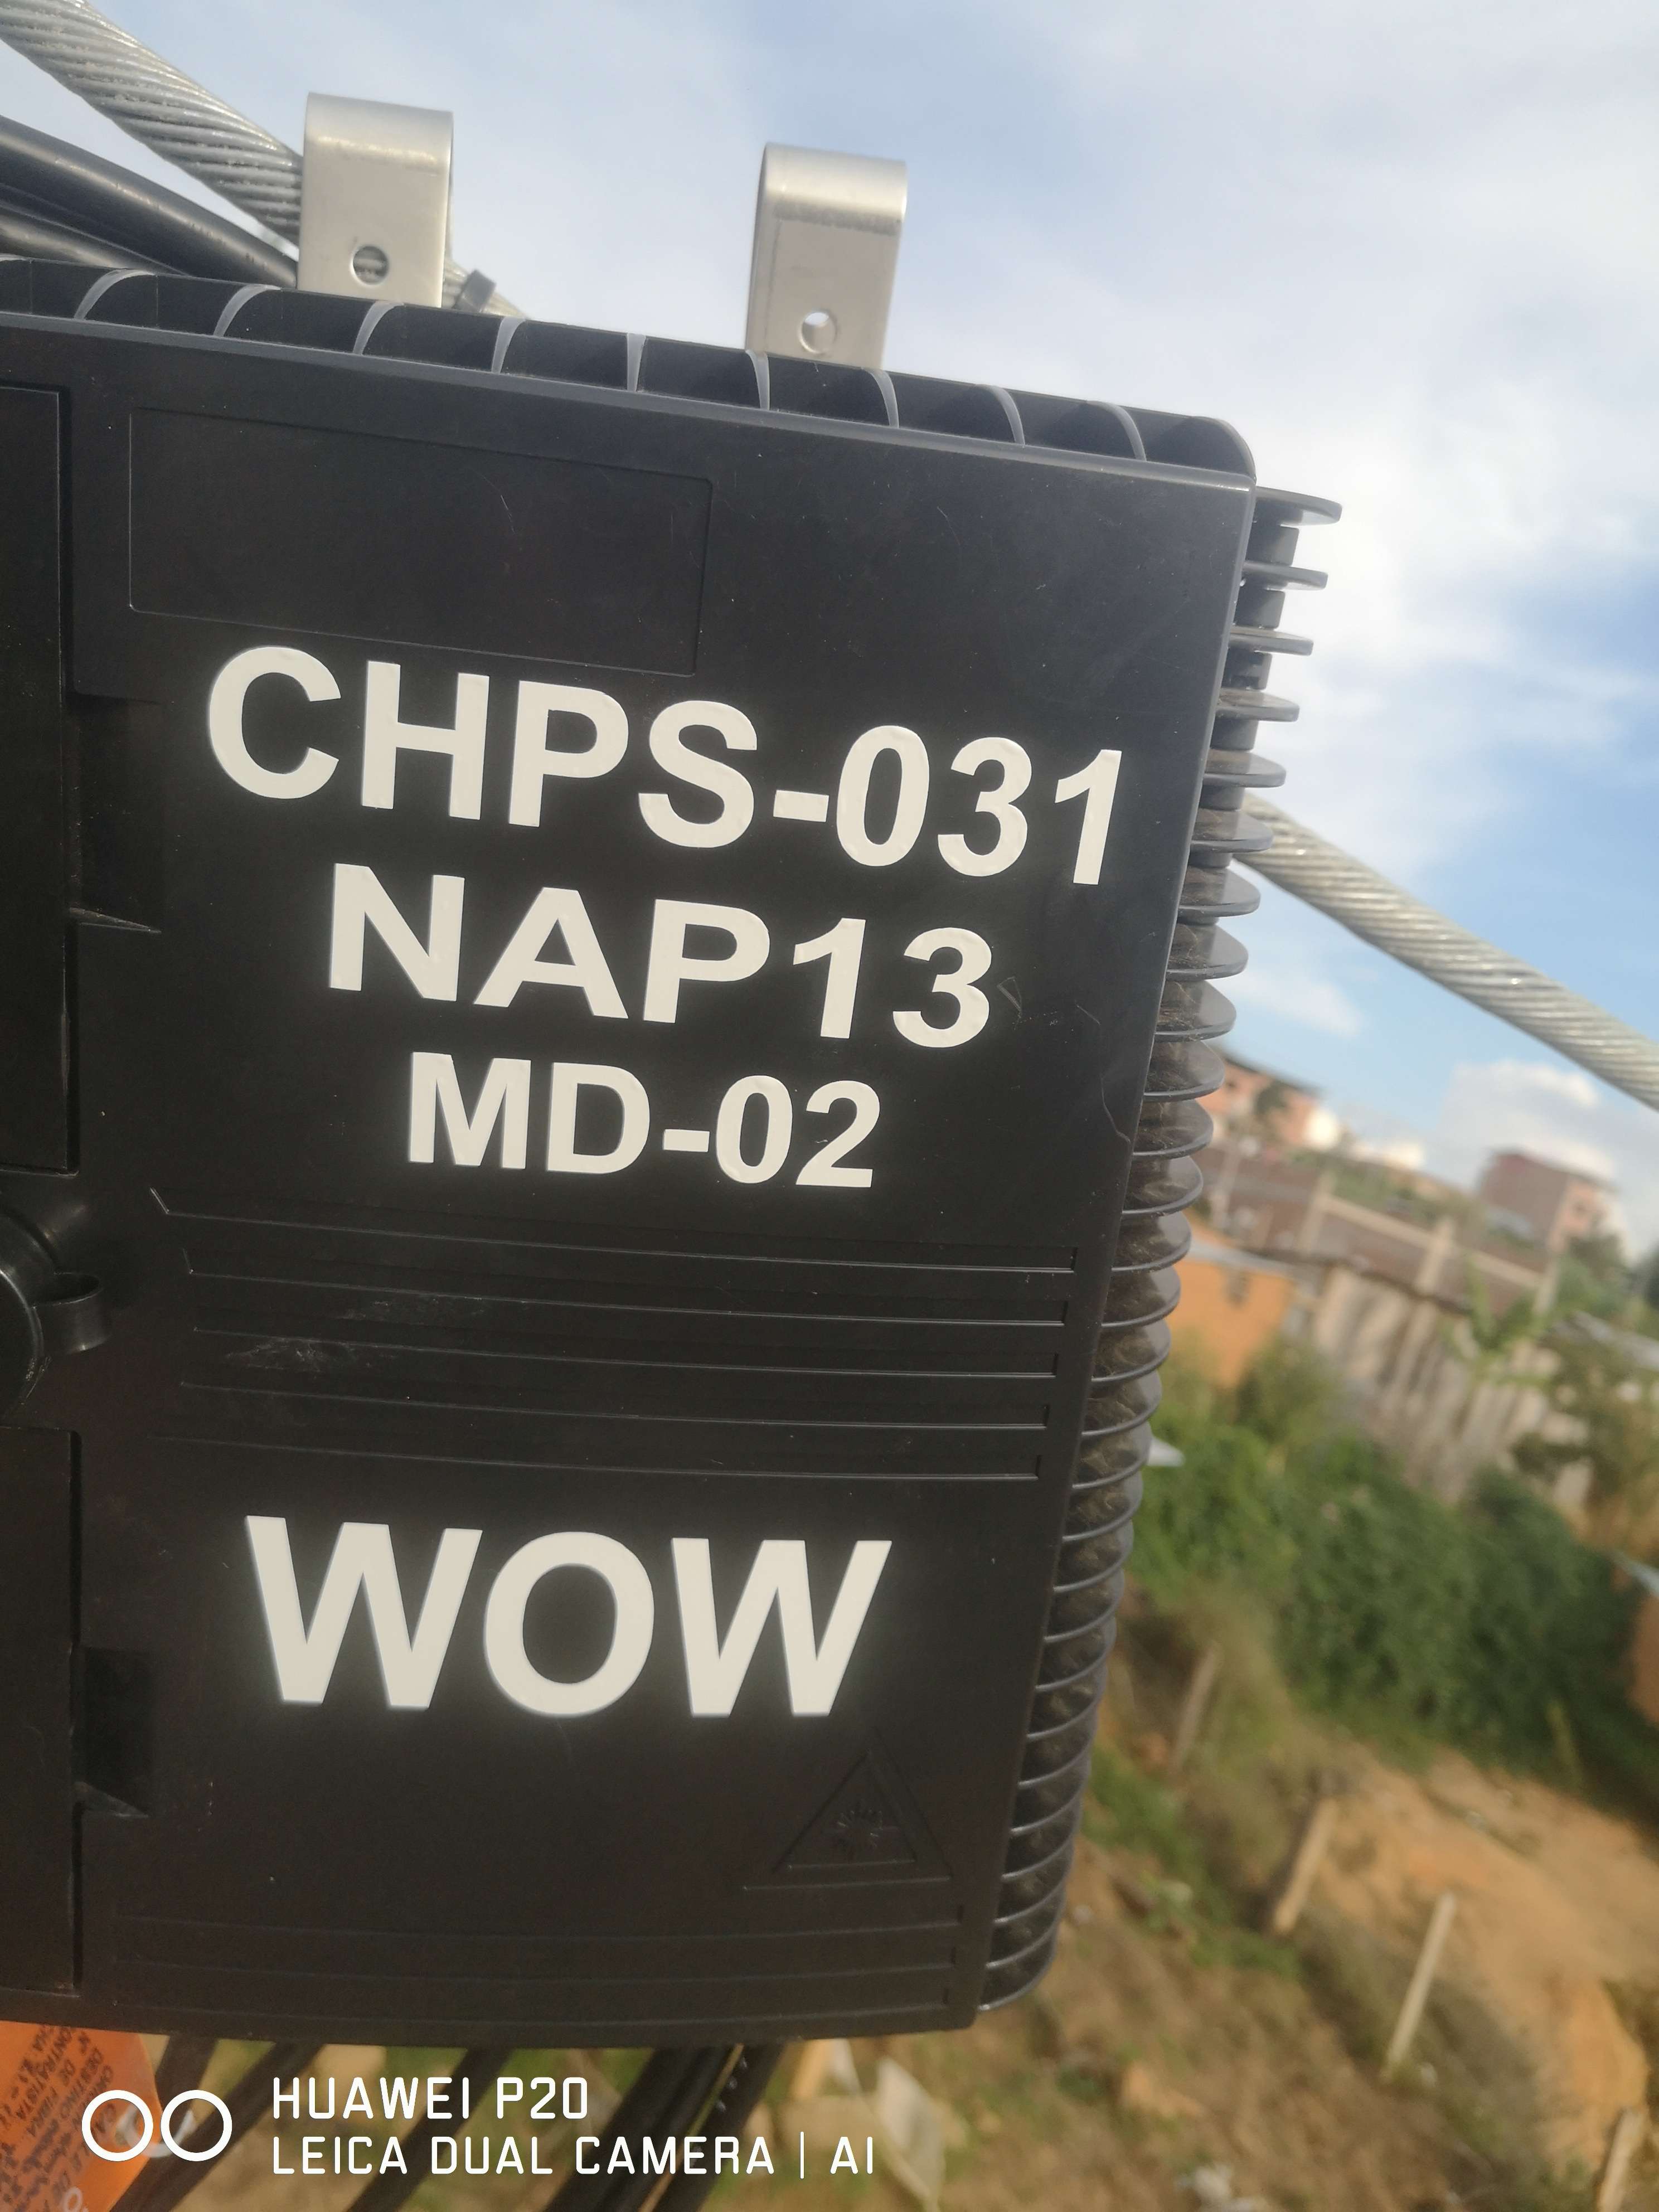 CHPS-031
NAP13
MD-02
WOW
HUAWEI P20
LEICA DUAL CAMERA | AI